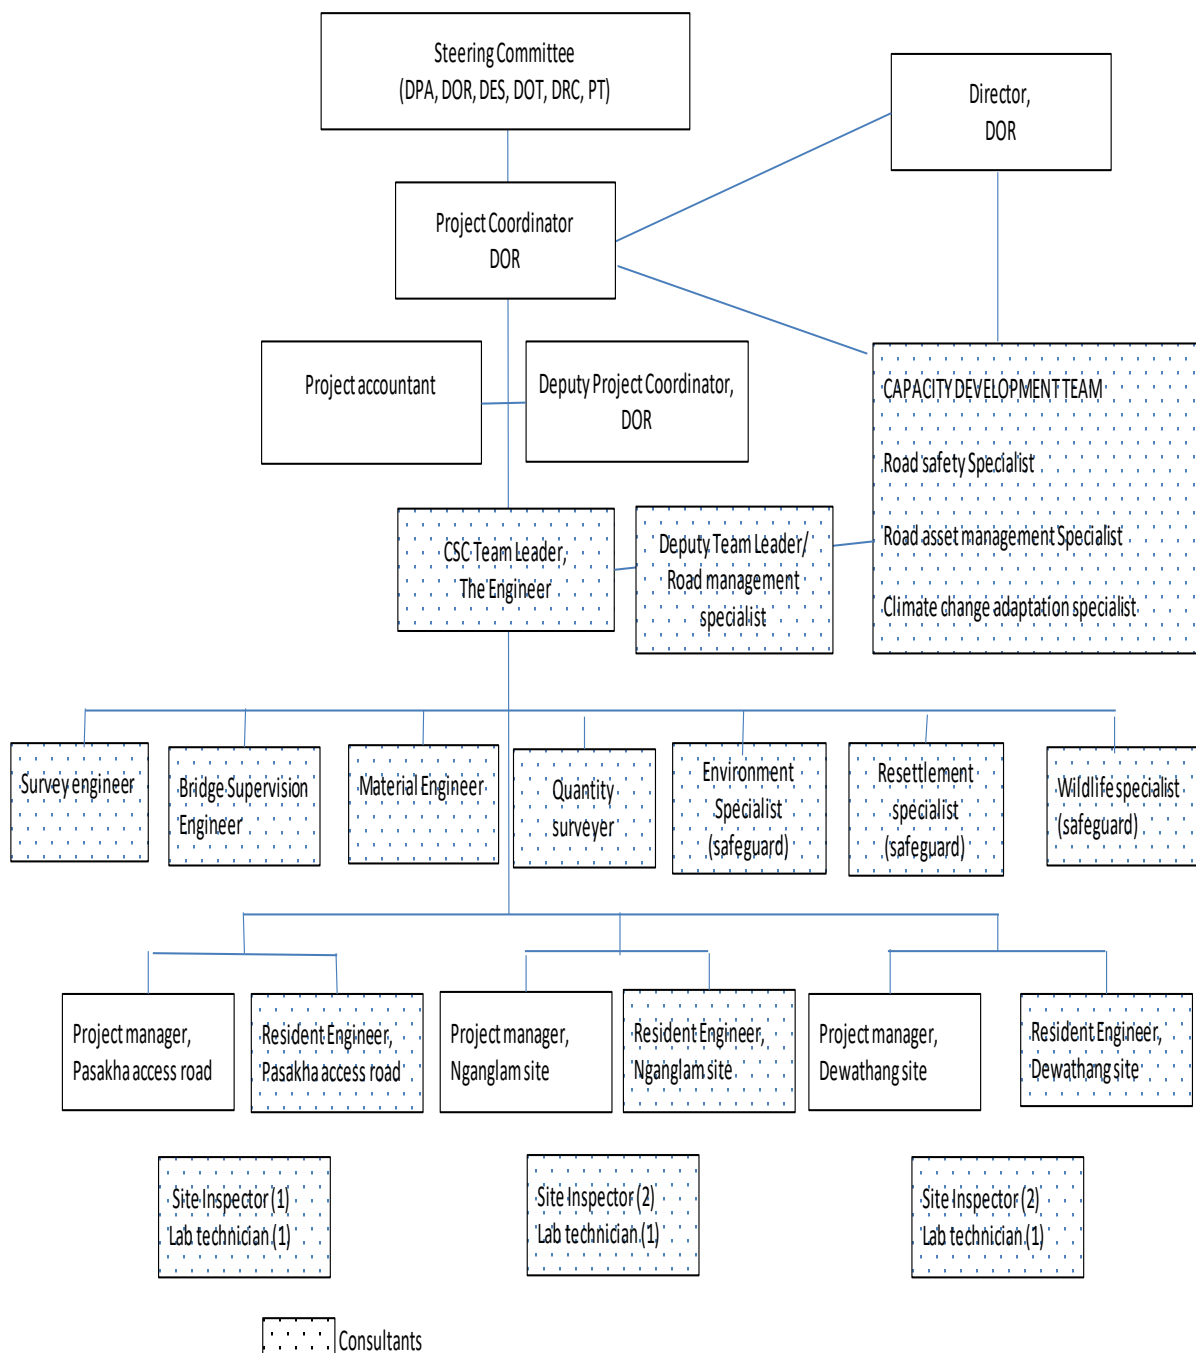 Steering Committee
(DPA, DOR, DES, DOT, DRC, PT)
Director,
DOR
Project Coordinator
DOR
Project accountant
Deputy Project Coordinator,
DOR
CAPACITY DEVELOPMENT TEAM
Road safety Specialist
Road asset management Specialist
Climate change adaptation specialist
CSC Team Leader,
The Engineer
Deputy Team Leader/
Road management
specialist
Survey engineer
Bridge Supervision
Engineer
Material Engineer
Quantity
surveyer
Environment
Specialist
(safeguard)
Resettlement
specialist
(safeguard)
Wildlife specialist
(safeguard)
Project manager,
Pasakha access road
Resident Engineer,
Pasakha access road
Project manager,
Nganglam site
Resident Engineer,
Nganglam site
Project manager,
Dewathang site
Resident Engineer,
Dewathang site
Site Inspector (1)
Lab technician (1)
Site Inspector (2)
Lab technician (1)
Site Inspector (2)
Lab technician (1)
Consultants